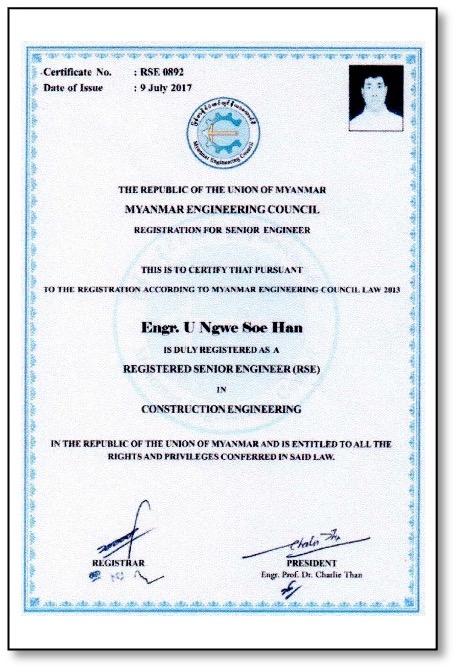 Certificate No. : RSE 0892
Date of Issue : 9 July 2017
Myanmar Engineering Council
THE REPUBLIC OF THE UNION OF MYANMAR
MYANMAR ENGINEERING COUNCIL
REGISTRATION FOR SENIOR ENGINEER
THIS IS TO CERTIFY THAT PURSUANT
TO THE REGISTRATION ACCORDING TO MYANMAR ENGINEERING COUNCIL LAW 2013
Engr. U Ngwe Soe Han
IS DULY REGISTERED AS A
REGISTERED SENIOR ENGINEER (RSE)
IN
CONSTRUCTION ENGINEERING
IN THE REPUBLIC OF THE UNION OF MYANMAR AND IS ENTITLED TO ALL THE
RIGHTS AND PRIVILEGES CONFERRED IN SAID LAW.
REGISTRAR
PRESIDENT
Engr. Prof. Dr. Charlie Than